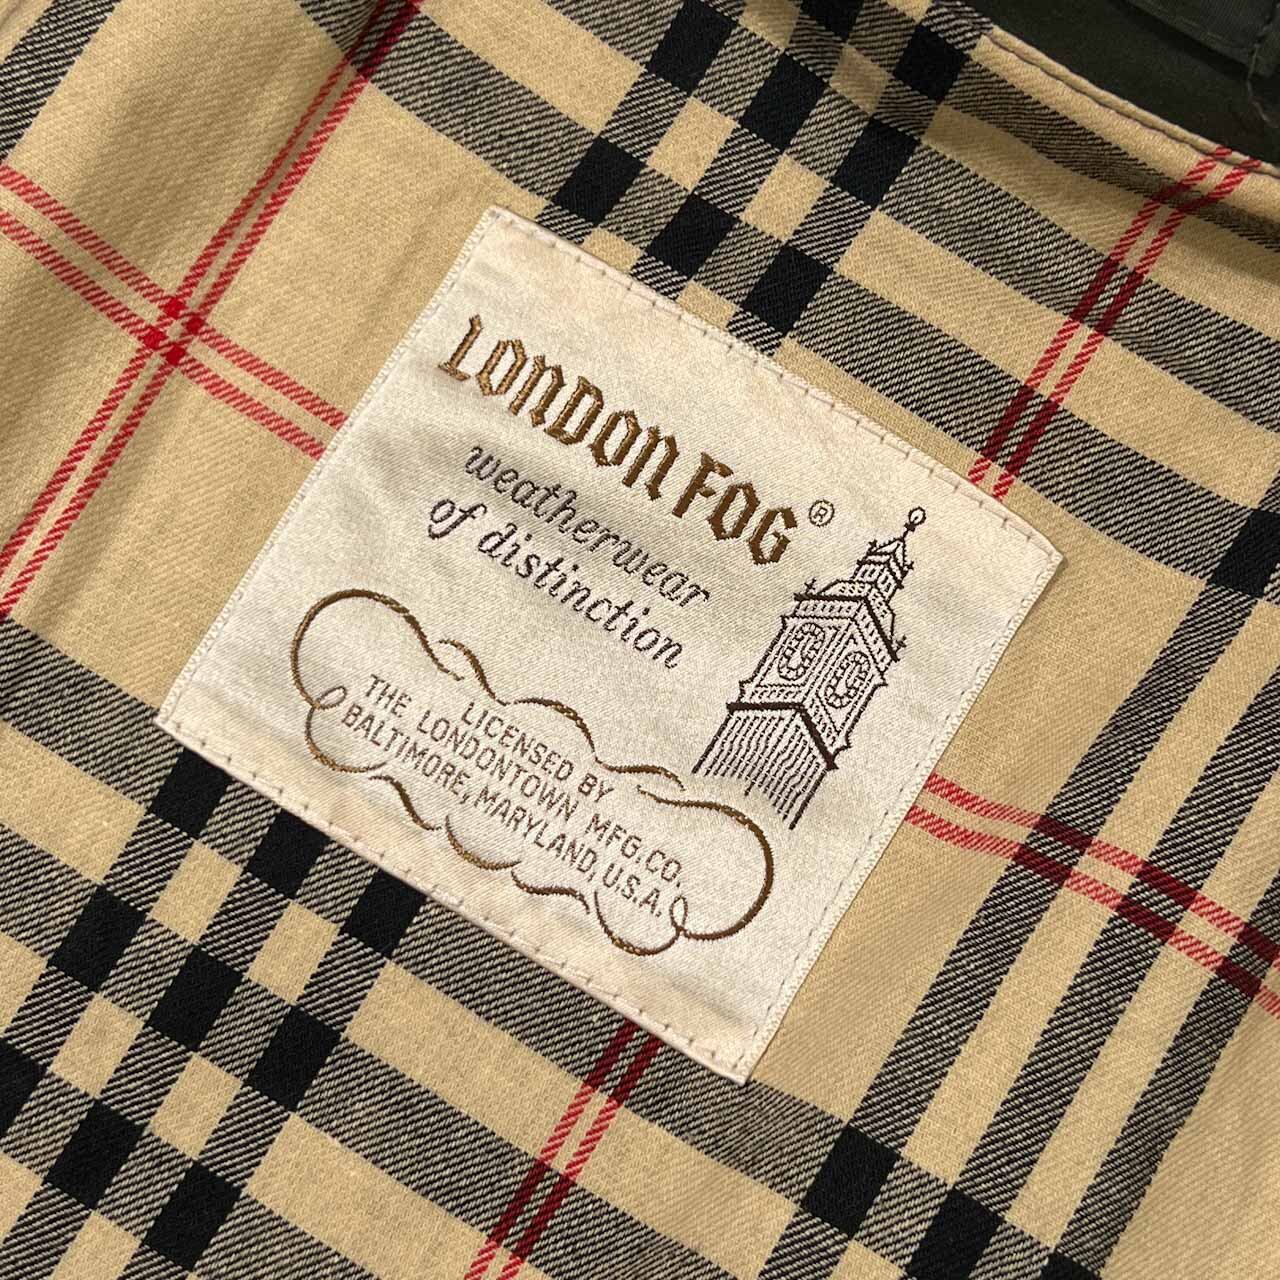 LONDON FOG®
weatherwear
of distinction
LICENSED BY
THE LONDONTOWN MFG.CO.
BALTIMORE, MARYLAND, U.S.A.